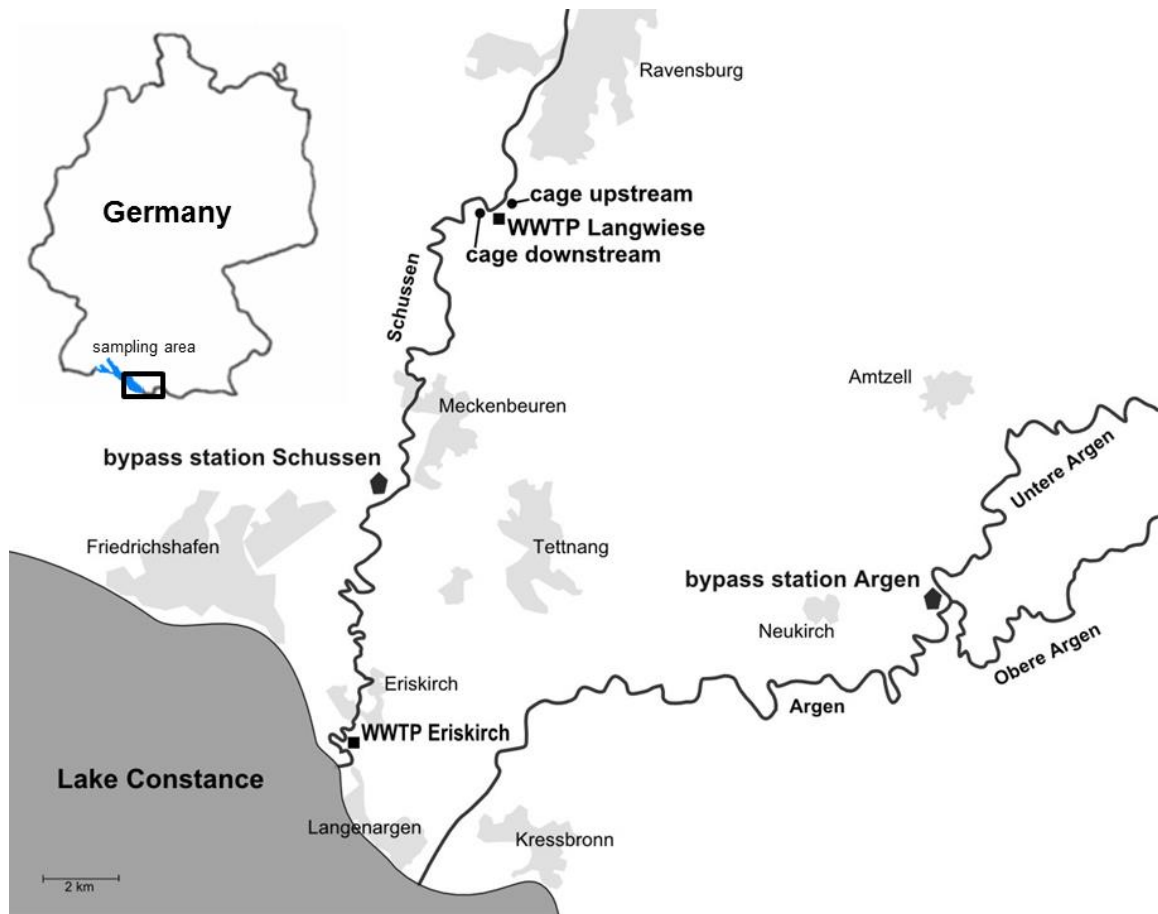 Ravensburg
cage upstream
WWTP Langwiese
cage downstream
Germany
Schussen
sampling area
Amtzell
Meckenbeuren
Untere Argen
bypass station Schussen
Friedrichshafen
Tettnang
bypass station Argen
Neukirch
Obere Argen
Eriskirch
Argen
WWTP Eriskirch
Lake Constance
Langenargen
Kressbronn
2 km